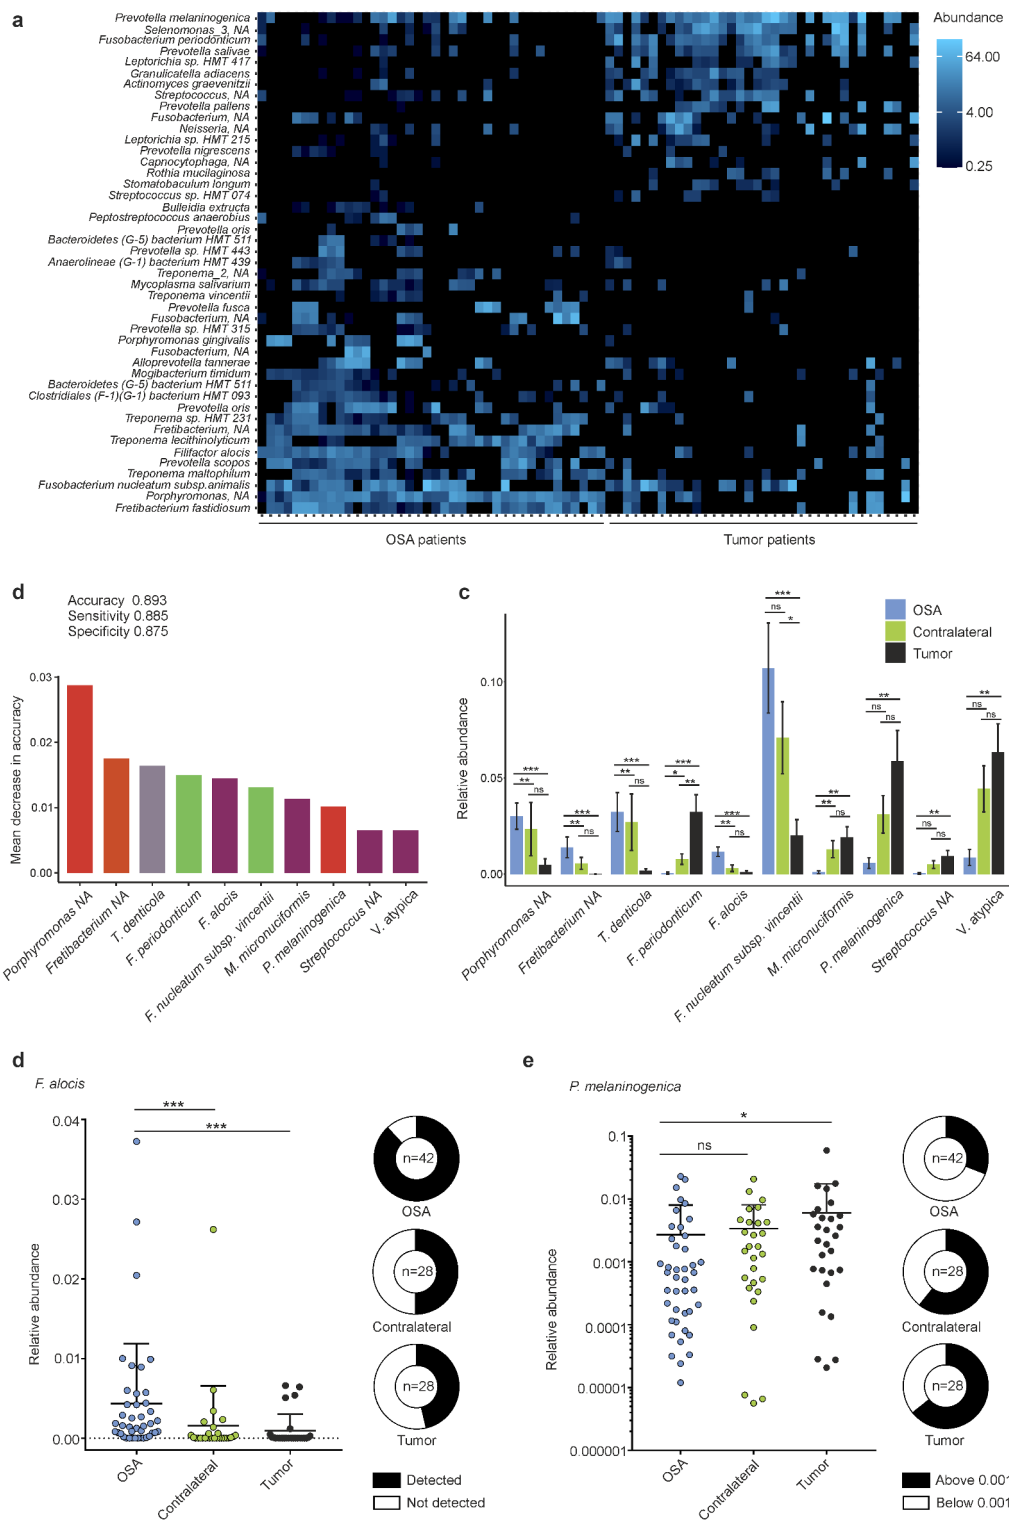 a
Prevotella melaninogenica
Selenomonas_3, NA
Fusobacterium periodonticum
Prevotella salivae
Leptorichia sp. HMT 417
Granulicatella adiacens
Actinomyces graevenitzii
Streptococcus, NA
Prevotella pallens
Fusobacterium, NA
Neisseria, NA
Leptorichia sp. HMT 215
Prevotella nigrescens
Capnocytophaga, NA
Rothia mucilaginosa
Stomatobaculum longum
Streptococcus sp. HMT 074
Bulleidia extructa
Peptostreptococcus anaerobius
Prevotella oris
Bacteroidetes (G-5) bacterium HMT 511
Prevotella sp. HMT 443
Anaerolineae (G-1) bacterium HMT 439
Treponema_2, NA
Mycoplasma salivarium
Treponema vincentii
Prevotella fusca
Fusobacterium, NA
Prevotella sp. HMT 315
Porphyromonas gingivalis
Fusobacterium, NA
Alloprevotella tannerae
Mogibacterium timidum
Bacteroidetes (G-5) bacterium HMT 511
Clostridiales (F-1)(G-1) bacterium HMT 093
Prevotella oris
Treponema sp. HMT 231
Fretibacterium, NA
Treponema lecithinolyticum
Filifactor alocis
Prevotella scopos
Treponema maltophilum
Fusobacterium nucleatum subsp.animalis
Porphyromonas, NA
Fretibacterium fastidiosum
OSA patients
Tumor patients
Abundance
64.00
4.00
0.25
d
Accuracy 0.893
Sensitivity 0.885
Specificity 0.875
Mean decrease in accuracy
0.03
0.02
0.01
0.00
Porphyromonas NA
Fretibacterium NA
T. denticola
F. periodonticum
F. alocis
F. nucleatum subsp. vincentii
M. micronuciformis
P. melaninogenica
Streptococcus NA
V. atypica
c
OSA
Contralateral
Tumor
Relative abundance
0.10
0.05
0.00
***
**
ns
***
**
ns
***
**
ns
***
*
**
***
**
ns
***
ns
*
**
**
ns
**
ns
ns
**
ns
ns
**
ns
ns
Porphyromonas NA
Fretibacterium NA
T. denticola
F. periodonticum
F. alocis
F. nucleatum subsp. vincentii
M. micronuciformis
P. melaninogenica
Streptococcus NA
V. atypica
d
F. alocis
***
***
Relative abundance
0.04
0.03
0.02
0.01
0.00
OSA
Contralateral
Tumor
n=42
OSA
n=28
Contralateral
n=28
Tumor
Detected
Not detected
e
P. melaninogenica
*
ns
Relative abundance
0.1
0.01
0.001
0.0001
0.00001
0.000001
OSA
Contralateral
Tumor
n=42
OSA
n=28
Contralateral
n=28
Tumor
Above 0.001
Below 0.001